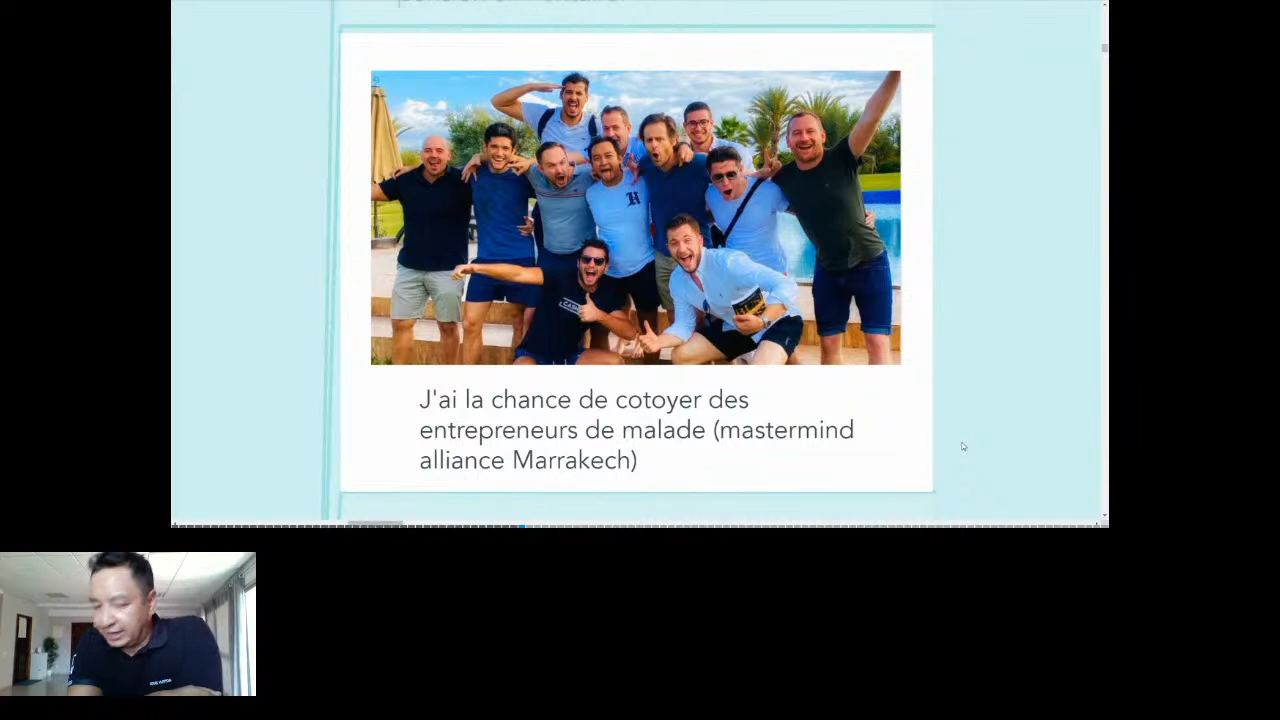 J'ai la chance de cotoyer des
entrepreneurs de malade (mastermind
alliance Marrakech)